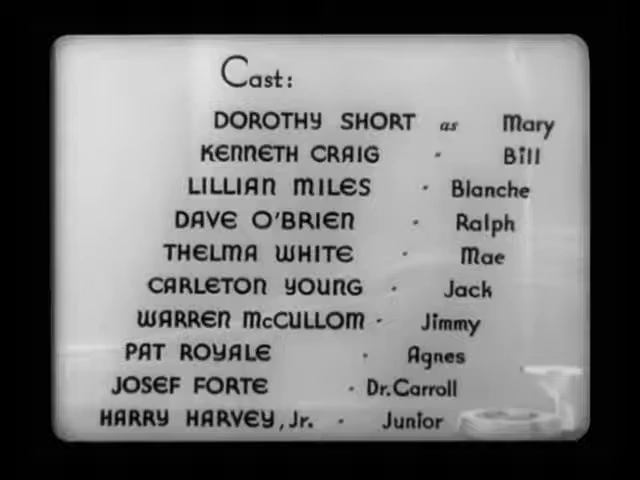 Cast:
DOROTHY SHORT as Mary
KENNETH CRAIG " Bill
LILLIAN MILES " Blanche
DAVE O'BRIEN " Ralph
THELMA WHITE " Mae
CARLETON YOUNG " Jack
WARREN McCULLOM " Jimmy
PAT ROYALE " Agnes
JOSEF FORTE " Dr. Carroll
HARRY HARVEY, Jr. " Junior